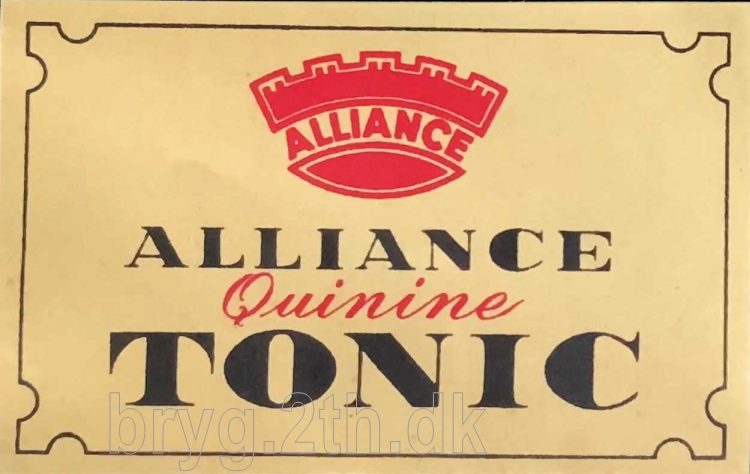 ALLIANCE
ALLIANCE
Quinine
TONIC
bryg.2th.dk